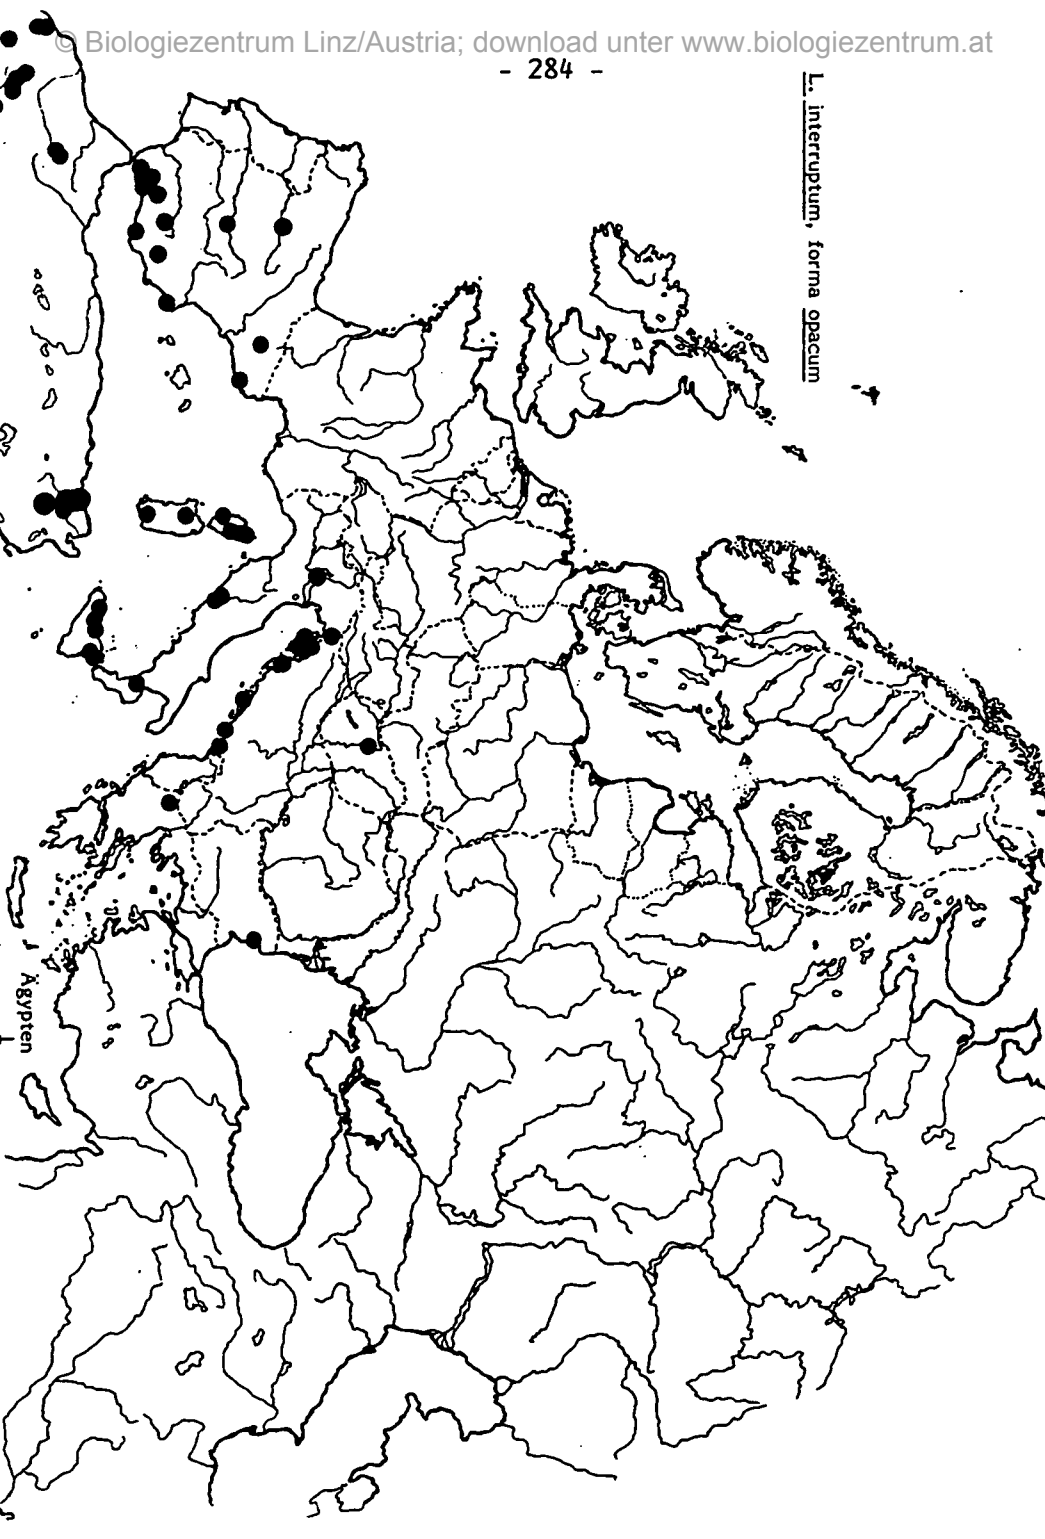 © Biologiezentrum Linz/Austria; download unter www.biologiezentrum.at
- 284 -
L. interruptum, forma opacum
Ägypten